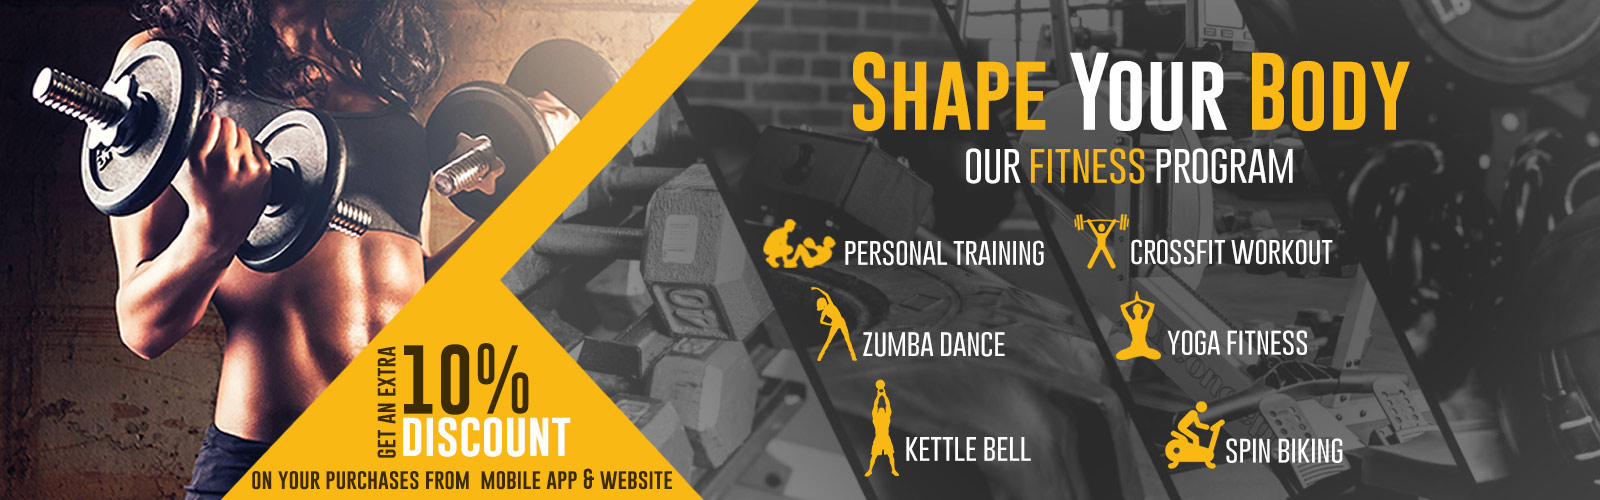 SHAPE YOUR BODY
OUR FITNESS PROGRAM
PERSONAL TRAINING
CROSSFIT WORKOUT
ZUMBA DANCE
YOGA FITNESS
KETTLE BELL
SPIN BIKING
GET AN EXTRA
10%
DISCOUNT
ON YOUR PURCHASES FROM MOBILE APP & WEBSITE